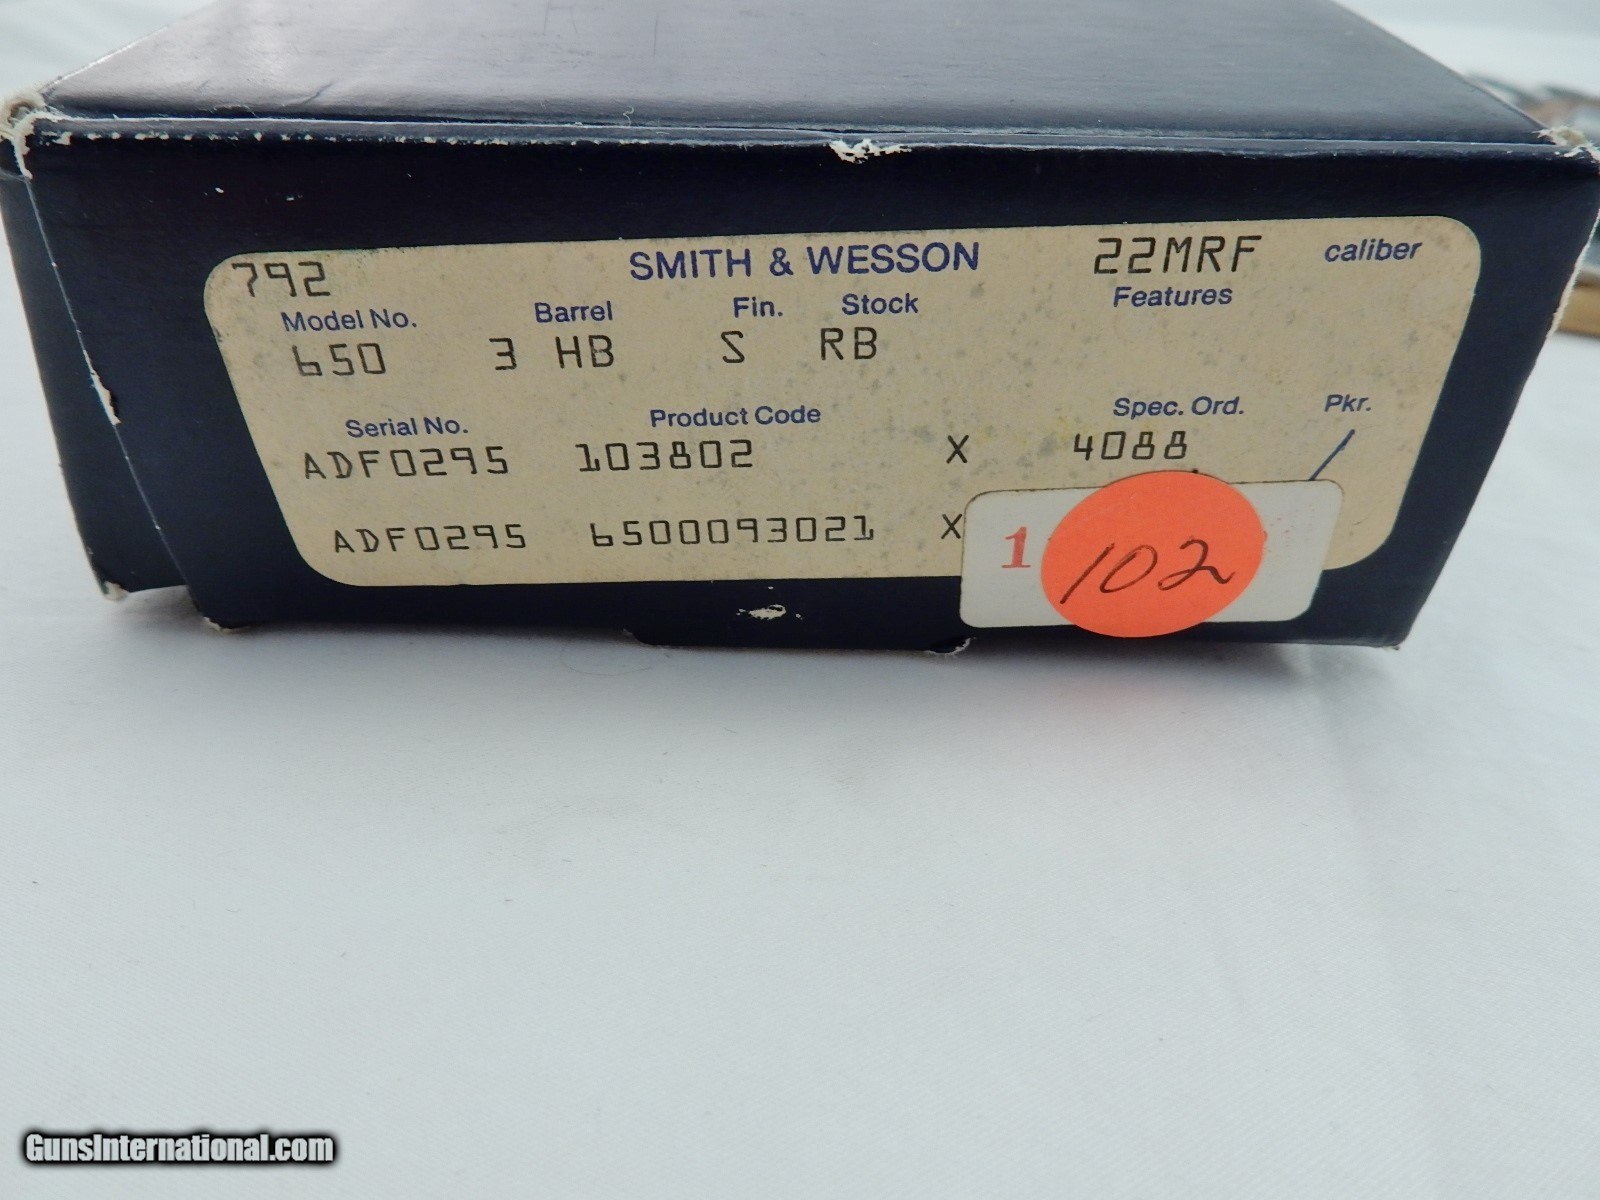 792 SMITH & WESSON 22MRF caliber
Model No. Barrel Fin. Stock Features
650 3 HB S RB
Serial No. Product Code Spec. Ord. Pkr.
ADF0295 103802 X 4088
ADF0295 6500093021 X
1 102
GunsInternational.com